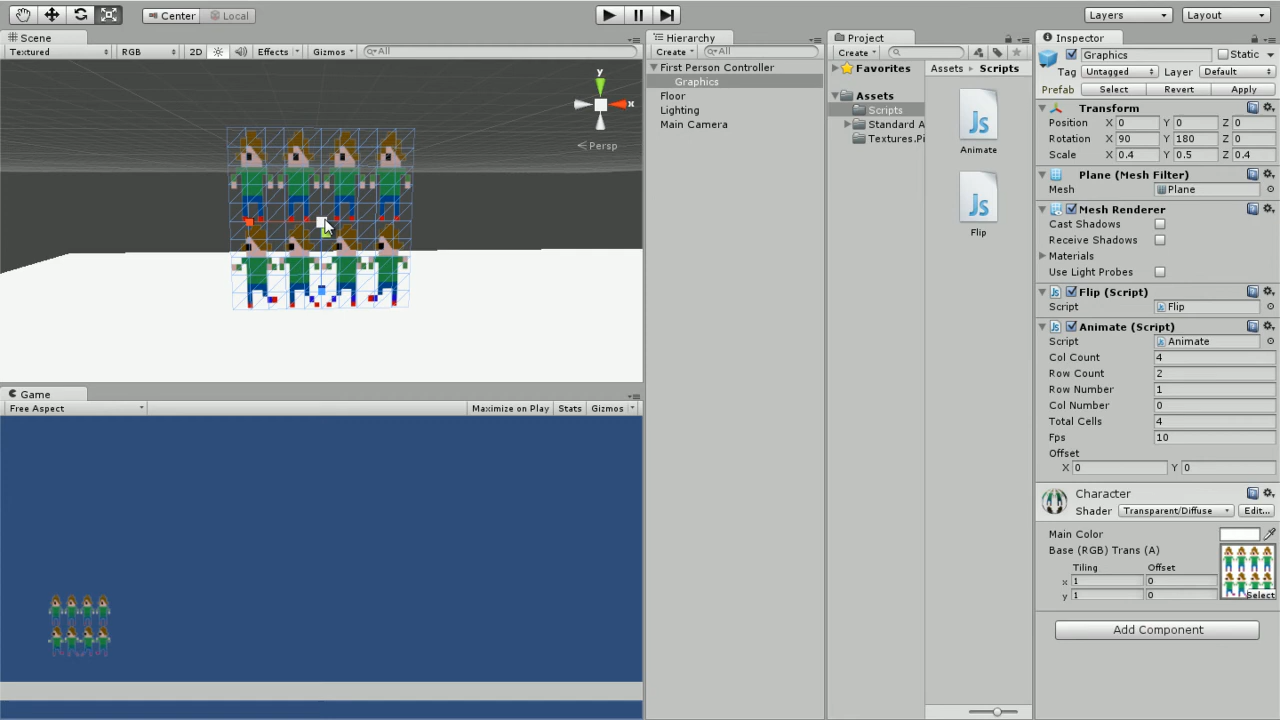 Center
Local
Layers
Layout
Scene
Textured
RGB
2D
Effects
Gizmos
All
y
x
Persp
Game
Free Aspect
Maximize on Play
Stats
Gizmos
Hierarchy
Create
All
First Person Controller
Graphics
Floor
Lighting
Main Camera
Project
Create
Favorites
Assets
Scripts
Standard A
Textures.Pi
Assets
Scripts
Js
Animate
Js
Flip
Inspector
Graphics
Static
Tag
Untagged
Layer
Default
Prefab
Select
Revert
Apply
Transform
Position X 0 Y 0 Z 0
Rotation X 90 Y 180 Z 0
Scale X 0.4 Y 0.5 Z 0.4
Plane (Mesh Filter)
Mesh Plane
Mesh Renderer
Cast Shadows
Receive Shadows
Materials
Use Light Probes
Flip (Script)
Script Flip
Animate (Script)
Script Animate
Col Count 4
Row Count 2
Row Number 1
Col Number 0
Total Cells 4
Fps 10
Offset
X 0 Y 0
Character
Shader Transparent/Diffuse Edit...
Main Color
Base (RGB) Trans (A)
Tiling Offset
x 1 0
y 1 0
Select
Add Component